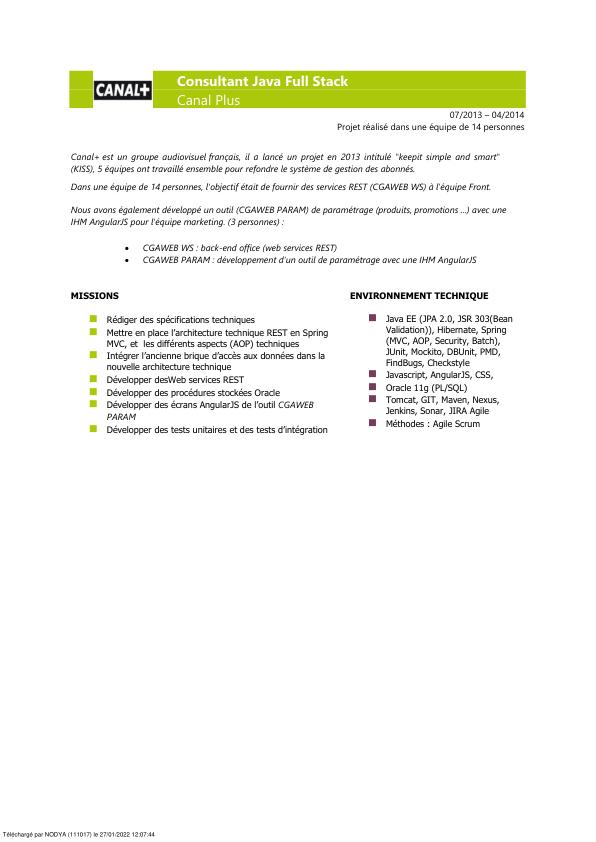 CANAL+
Consultant Java Full Stack
Canal Plus
07/2013 – 04/2014
Projet réalisé dans une équipe de 14 personnes
Canal+ est un groupe audiovisuel français, il a lancé un projet en 2013 intitulé "keepit simple and smart"
(KISS), 5 équipes ont travaillé ensemble pour refondre le système de gestion des abonnés.
Dans une équipe de 14 personnes, l'objectif était de fournir des services REST (CGAWEB WS) à l'équipe Front.
Nous avons également développé un outil (CGAWEB PARAM) de paramétrage (produits, promotions ...) avec une
IHM AngularJS pour l'équipe marketing. (3 personnes) :
• CGAWEB WS : back-end office (web services REST)
• CGAWEB PARAM : développement d'un outil de paramétrage avec une IHM AngularJS
MISSIONS
Rédiger des spécifications techniques
Mettre en place l'architecture technique REST en Spring
MVC, et les différents aspects (AOP) techniques
Intégrer l'ancienne brique d'accès aux données dans la
nouvelle architecture technique
Développer desWeb services REST
Développer des procédures stockées Oracle
Développer des écrans AngularJS de l'outil CGAWEB
PARAM
Développer des tests unitaires et des tests d'intégration
ENVIRONNEMENT TECHNIQUE
Java EE (JPA 2.0, JSR 303(Bean
Validation)), Hibernate, Spring
(MVC, AOP, Security, Batch),
JUnit, Mockito, DBUnit, PMD,
FindBugs, Checkstyle
Javascript, AngularJS, CSS,
Oracle 11g (PL/SQL)
Tomcat, GIT, Maven, Nexus,
Jenkins, Sonar, JIRA Agile
Méthodes : Agile Scrum
Téléchargé par NODYA (111017) le 27/01/2022 12:07:44